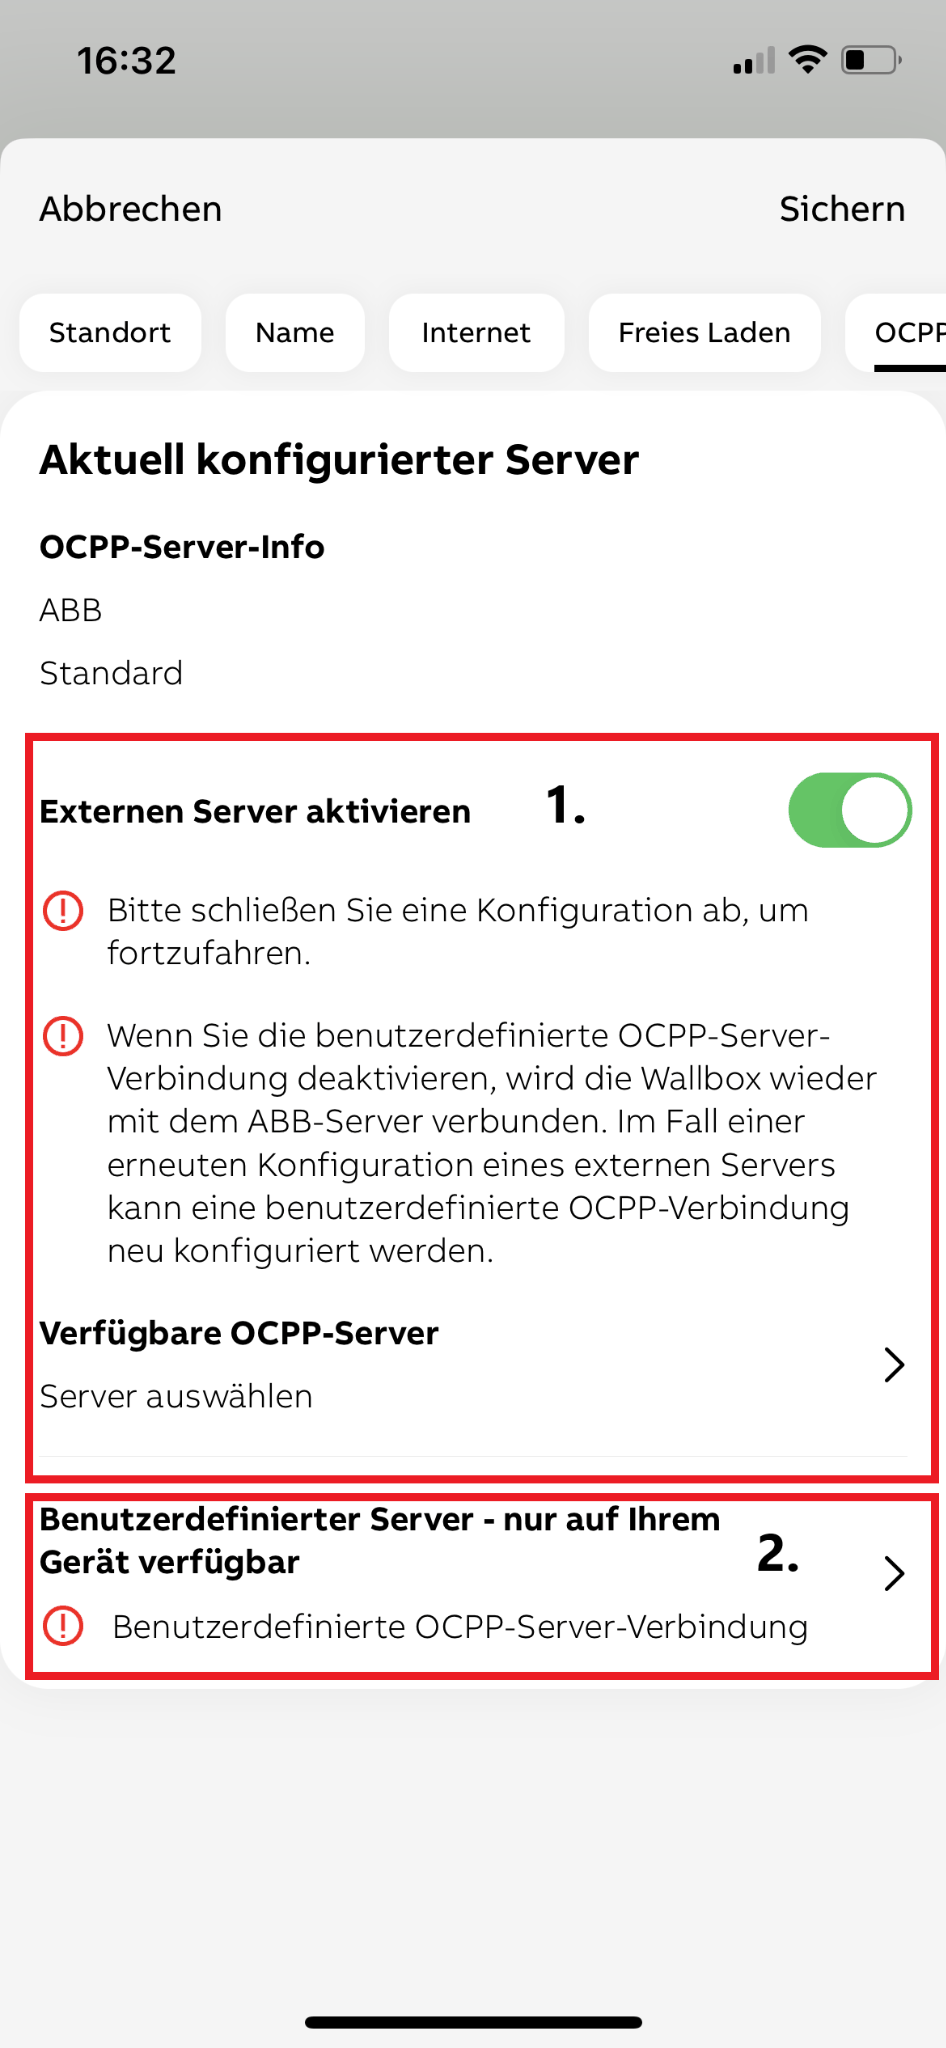 16:32
Abbrechen Sichern
Standort Name Internet Freies Laden OCPP
Aktuell konfigurierter Server
OCPP-Server-Info
ABB
Standard
Externen Server aktivieren 1.
Bitte schließen Sie eine Konfiguration ab, um
fortzufahren.
Wenn Sie die benutzerdefinierte OCPP-Server-
Verbindung deaktivieren, wird die Wallbox wieder
mit dem ABB-Server verbunden. Im Fall einer
erneuten Konfiguration eines externen Servers
kann eine benutzerdefinierte OCPP-Verbindung
neu konfiguriert werden.
Verfügbare OCPP-Server
Server auswählen
Benutzerdefinierter Server - nur auf Ihrem
Gerät verfügbar 2.
Benutzerdefinierte OCPP-Server-Verbindung